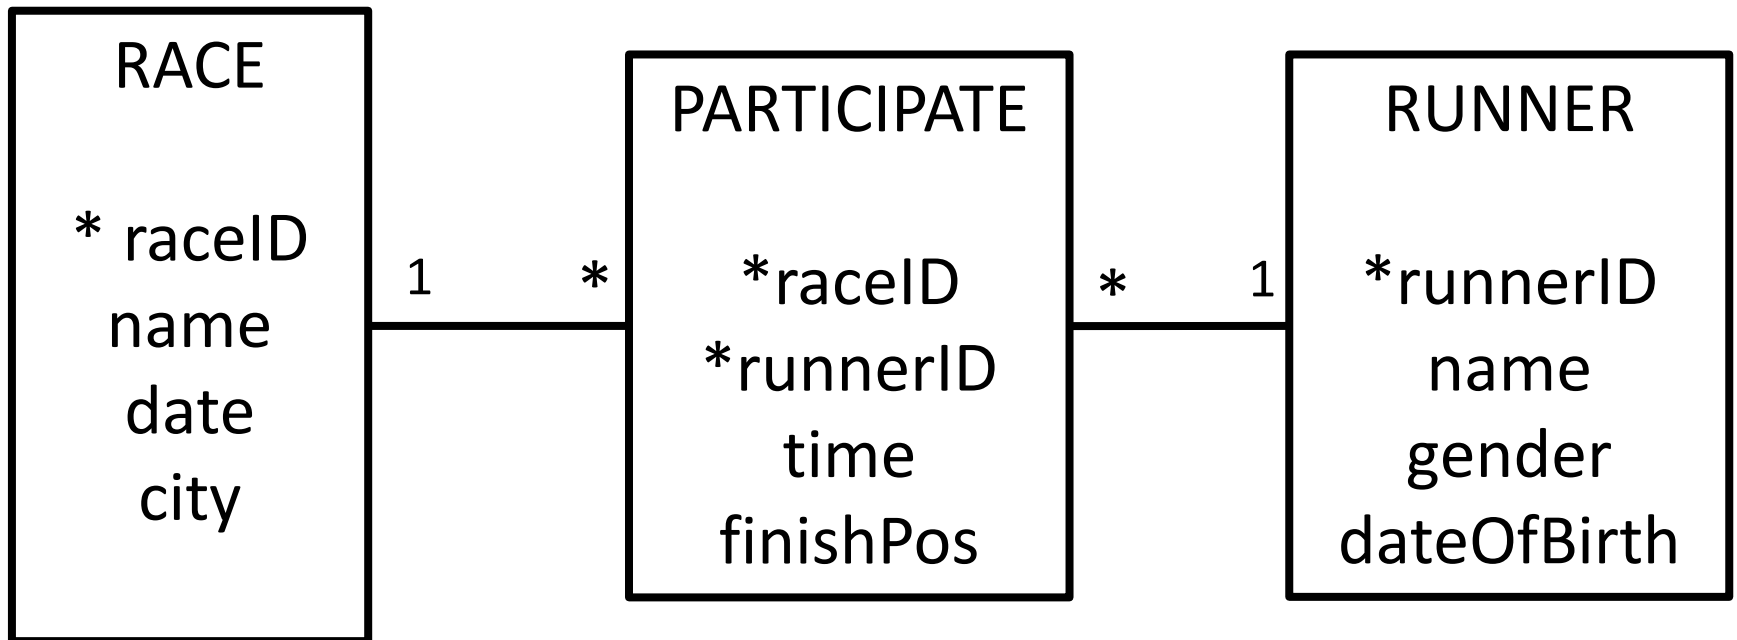 RACE
* raceID
name
date
city
1
*
PARTICIPATE
*raceID
*runnerID
time
finishPos
*
1
RUNNER
*runnerID
name
gender
dateOfBirth